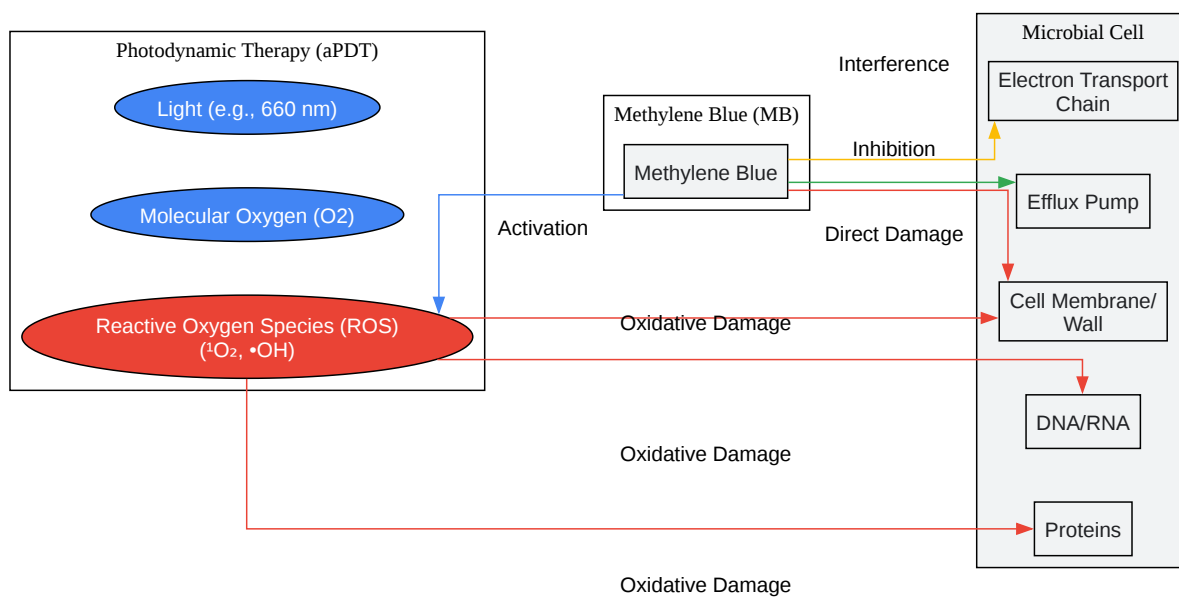 Photodynamic Therapy (aPDT)
Light (e.g., 660 nm)
Molecular Oxygen (O2)
Reactive Oxygen Species (ROS)
(¹O₂, •OH)
Methylene Blue (MB)
Methylene Blue
Activation
Interference
Inhibition
Direct Damage
Oxidative Damage
Oxidative Damage
Oxidative Damage
Microbial Cell
Electron Transport
Chain
Efflux Pump
Cell Membrane/
Wall
DNA/RNA
Proteins